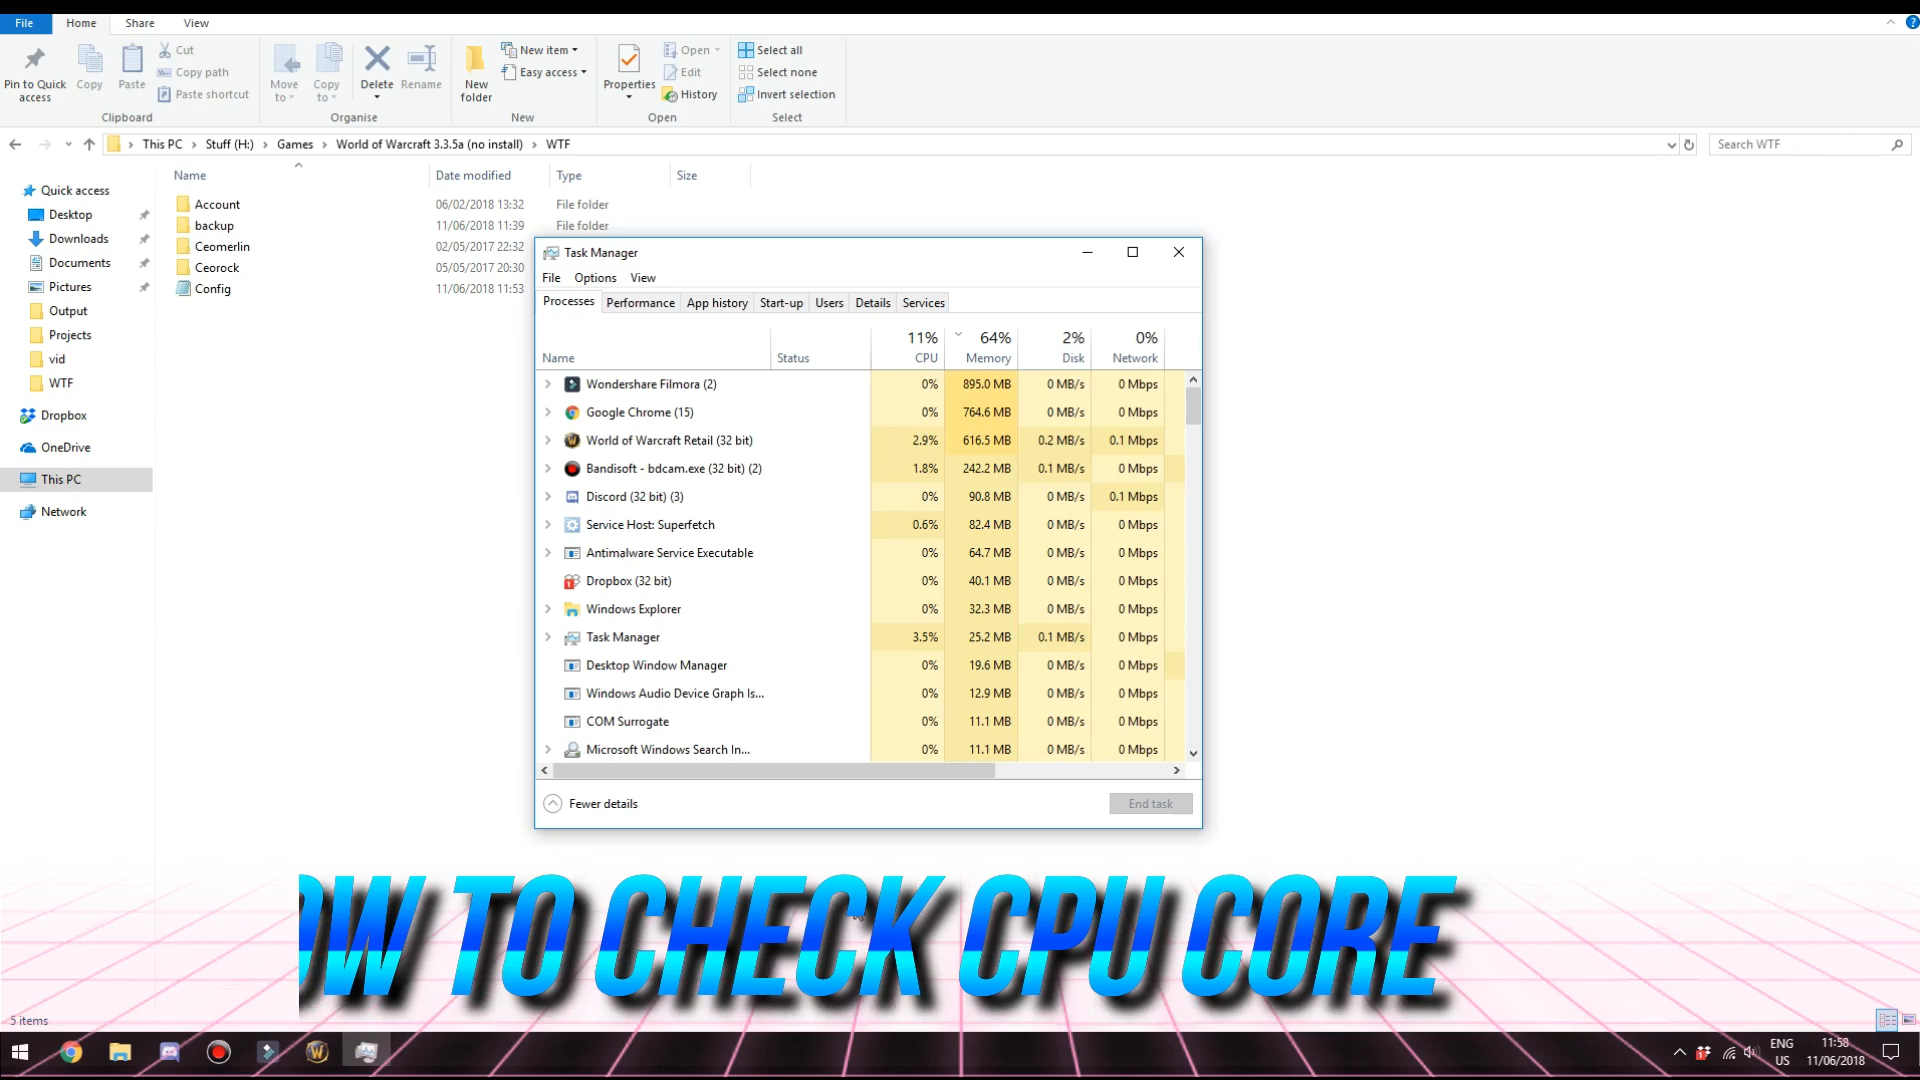 File Home Share View
Pin to Quick access
Copy
Paste
Cut
Copy path
Paste shortcut
Clipboard
Move to
Copy to
Delete
Rename
Organise
New folder
New item
Easy access
New
Properties
Open
Edit
History
Open
Select all
Select none
Invert selection
Select
This PC › Stuff (H:) › Games › World of Warcraft 3.3.5a (no install) › WTF
Search WTF
Quick access
Desktop
Downloads
Documents
Pictures
Output
Projects
vid
WTF
Dropbox
OneDrive
This PC
Network
Name Date modified Type Size
Account 06/02/2018 13:32 File folder
backup 11/06/2018 11:39 File folder
Ceomerlin 02/05/2017 22:32
Ceorock 05/05/2017 20:30
Config 11/06/2018 11:53
Task Manager
File Options View
Processes Performance App history Start-up Users Details Services
11% 64% 2% 0%
Name Status CPU Memory Disk Network
Wondershare Filmora (2) 0% 895.0 MB 0 MB/s 0 Mbps
Google Chrome (15) 0% 764.6 MB 0 MB/s 0 Mbps
World of Warcraft Retail (32 bit) 2.9% 616.5 MB 0.2 MB/s 0.1 Mbps
Bandisoft - bdcam.exe (32 bit) (2) 1.8% 242.2 MB 0.1 MB/s 0 Mbps
Discord (32 bit) (3) 0% 90.8 MB 0 MB/s 0.1 Mbps
Service Host: Superfetch 0.6% 82.4 MB 0 MB/s 0 Mbps
Antimalware Service Executable 0% 64.7 MB 0 MB/s 0 Mbps
Dropbox (32 bit) 0% 40.1 MB 0 MB/s 0 Mbps
Windows Explorer 0% 32.3 MB 0 MB/s 0 Mbps
Task Manager 3.5% 25.2 MB 0.1 MB/s 0 Mbps
Desktop Window Manager 0% 19.6 MB 0 MB/s 0 Mbps
Windows Audio Device Graph Is... 0% 12.9 MB 0 MB/s 0 Mbps
COM Surrogate 0% 11.1 MB 0 MB/s 0 Mbps
Microsoft Windows Search In... 0% 11.1 MB 0 MB/s 0 Mbps
Fewer details
End task
OW TO CHECK CPU CORE
5 items
ENG
US
11:58
11/06/2018